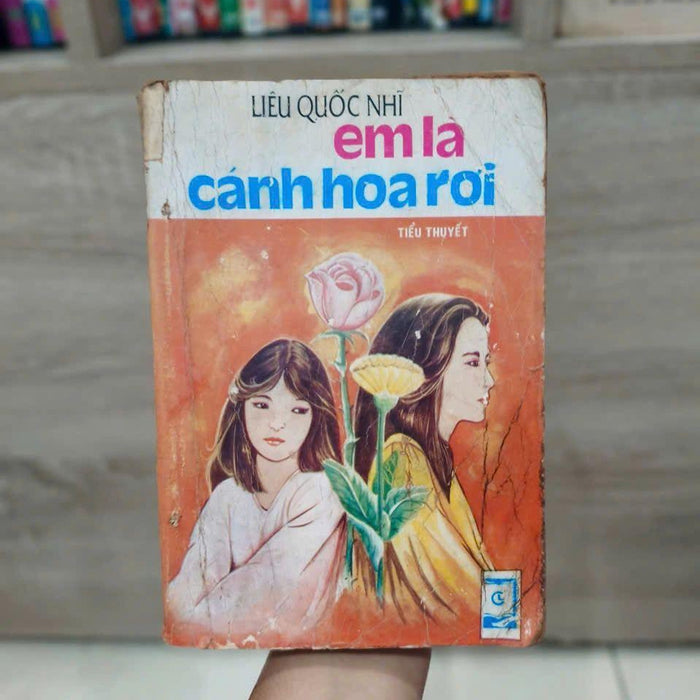 LIÊU QUỐC NHĨ
em là
cánh hoa rơi
TIỂU THUYẾT